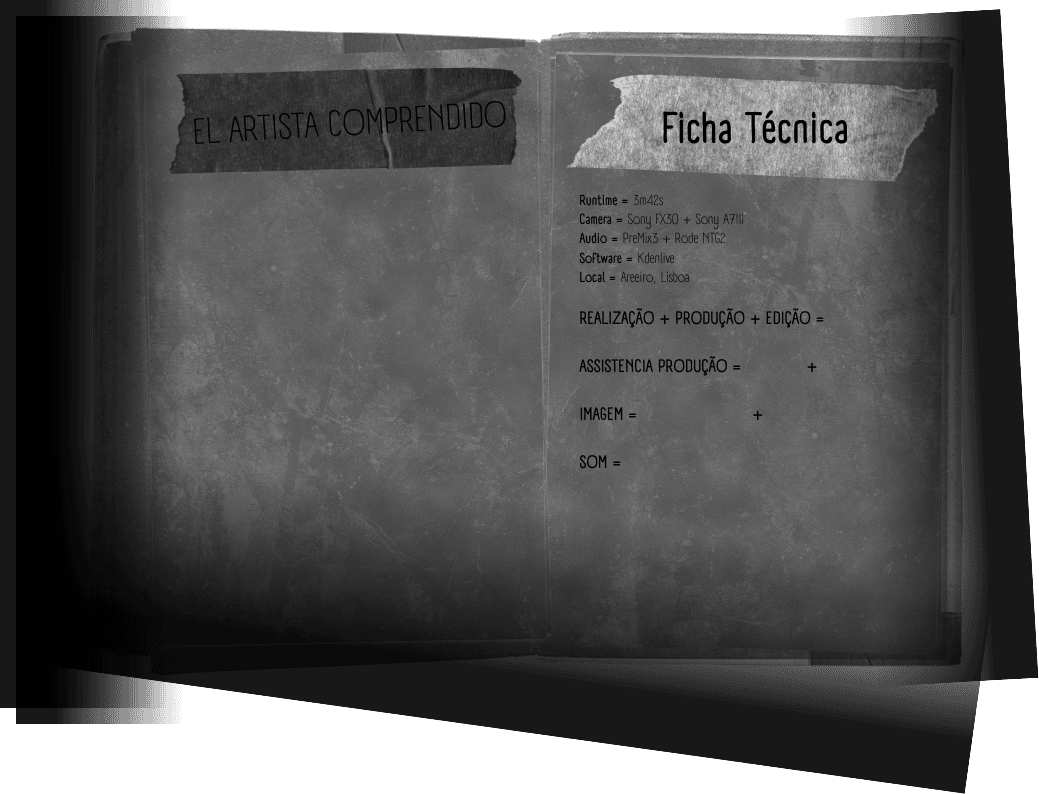 EL ARTISTA COMPRENDIDO
Ficha Técnica
Runtime = 3m42s
Camera = Sony FX30 + Sony A7III
Audio = PreMix3 + Rode NTG2
Software = Kdenlive
Local = Areeiro, Lisboa
REALIZAÇÃO + PRODUÇÃO + EDIÇÃO =
ASSISTENCIA PRODUÇÃO = +
IMAGEM = +
SOM =